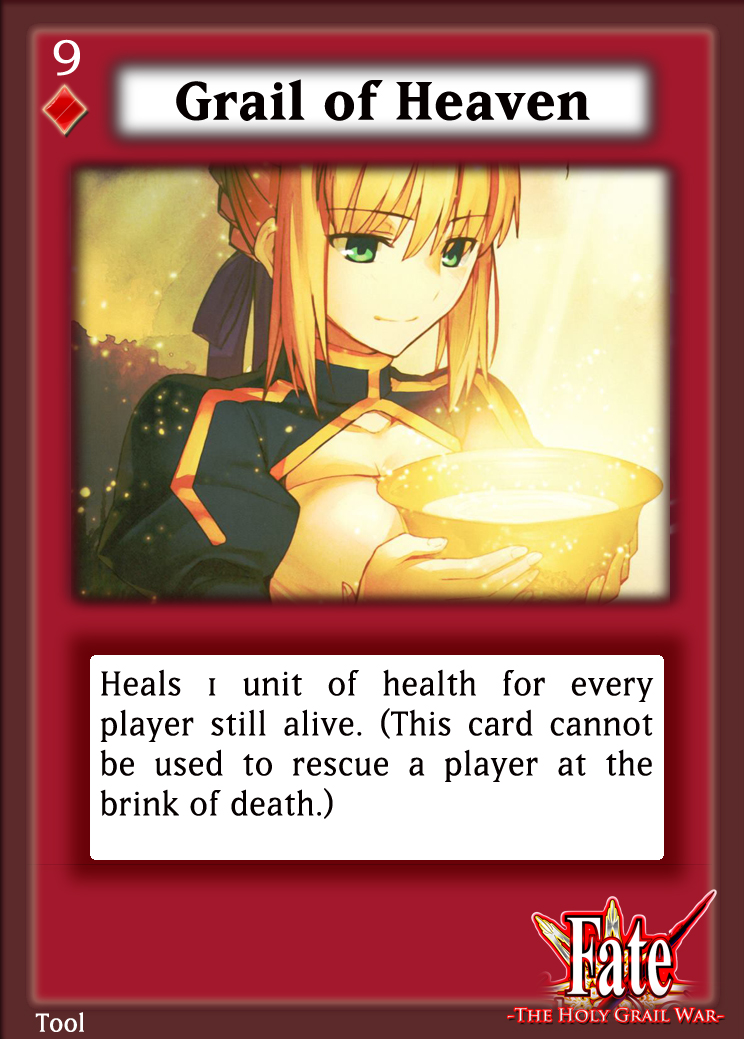 9
Grail of Heaven
Heals 1 unit of health for every
player still alive. (This card cannot
be used to rescue a player at the
brink of death.)
Fate
-THE HOLY GRAIL WAR-
Tool